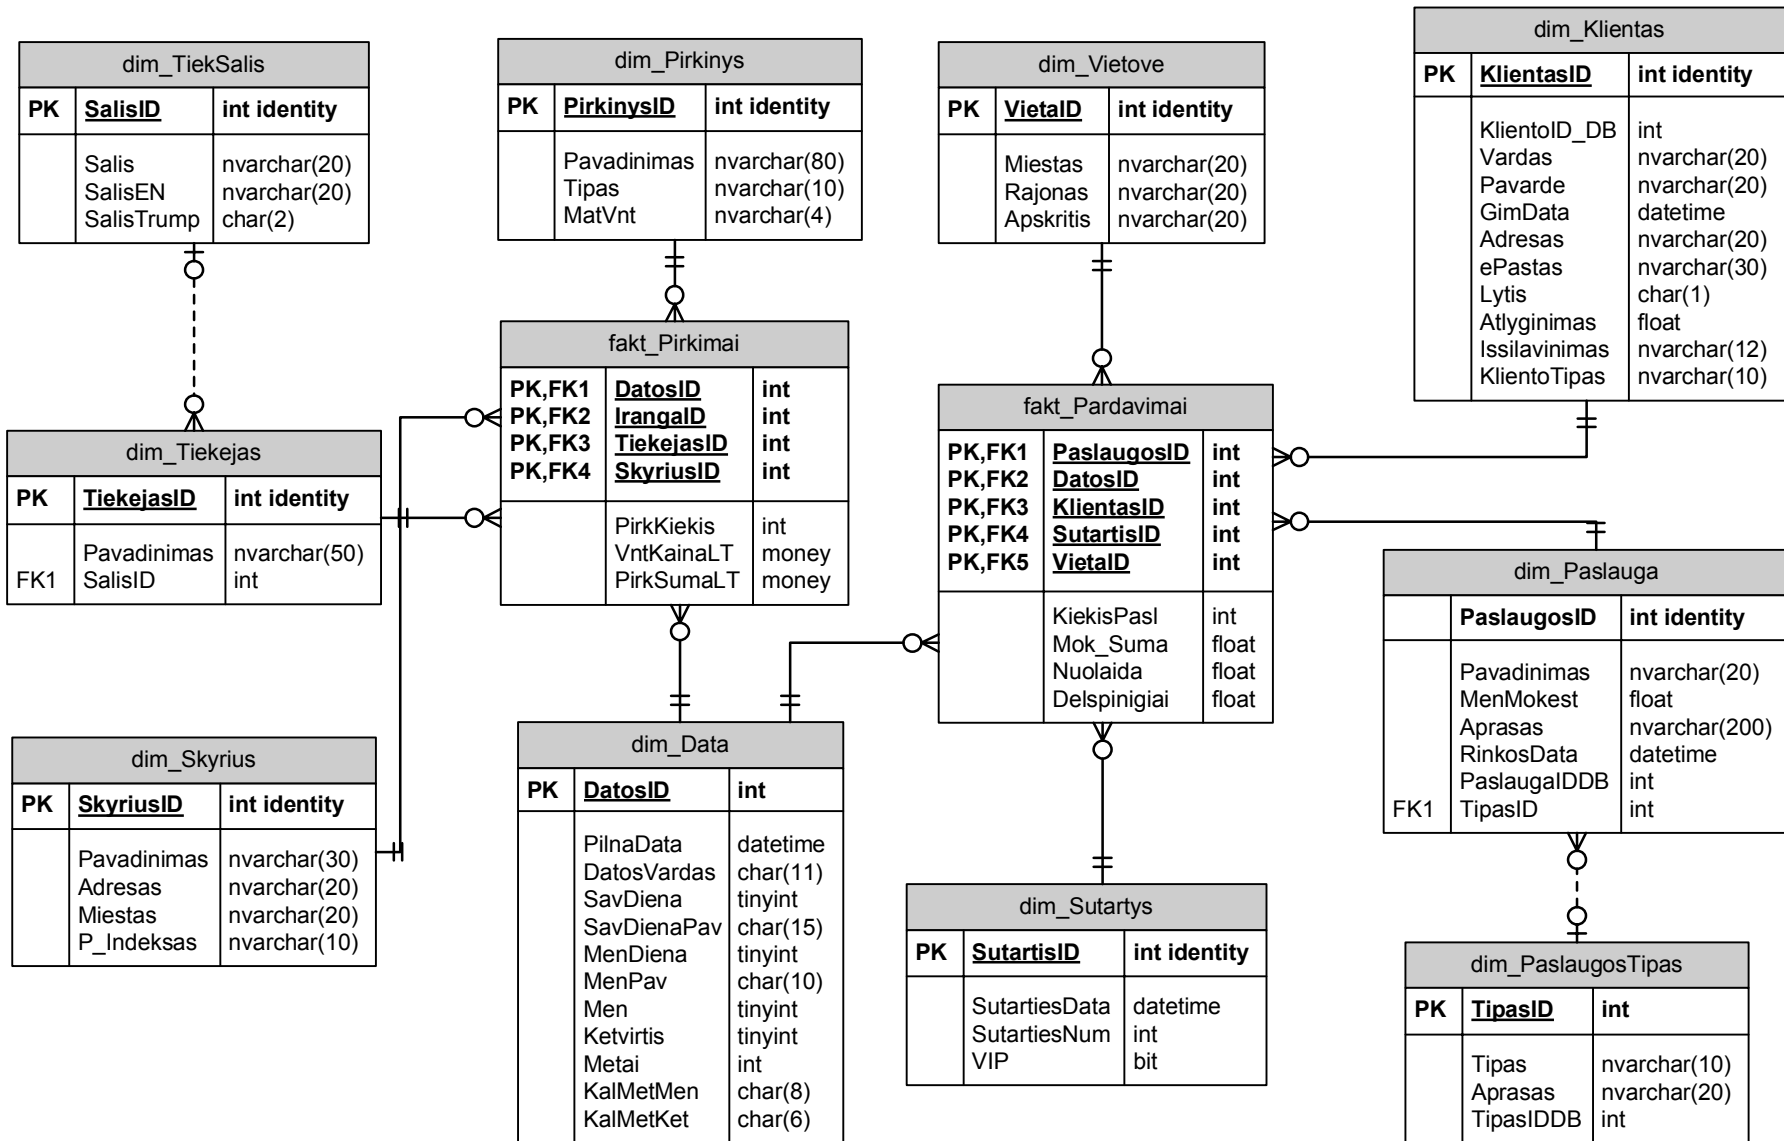 dim_TiekSalis
PK SalisID int identity
Salis nvarchar(20)
SalisEN nvarchar(20)
SalisTrump char(2)
dim_Pirkinys
PK PirkinysID int identity
Pavadinimas nvarchar(80)
Tipas nvarchar(10)
MatVnt nvarchar(4)
dim_Vietove
PK VietaID int identity
Miestas nvarchar(20)
Rajonas nvarchar(20)
Apskritis nvarchar(20)
dim_Klientas
PK KlientasID int identity
KlientoID_DB int
Vardas nvarchar(20)
Pavarde nvarchar(20)
GimData datetime
Adresas nvarchar(20)
ePastas nvarchar(30)
Lytis char(1)
Atlyginimas float
Issilavinimas nvarchar(12)
KlientoTipas nvarchar(10)
fakt_Pirkimai
PK,FK1 DatosID int
PK,FK2 IrangaID int
PK,FK3 TiekejasID int
PK,FK4 SkyriusID int
PirkKiekis int
VntKainaLT money
PirkSumaLT money
fakt_Pardavimai
PK,FK1 PaslaugosID int
PK,FK2 DatosID int
PK,FK3 KlientasID int
PK,FK4 SutartisID int
PK,FK5 VietaID int
KiekisPasl int
Mok_Suma float
Nuolaida float
Delspinigiai float
dim_Tiekejas
PK TiekejasID int identity
Pavadinimas nvarchar(50)
FK1 SalisID int
dim_Paslauga
PaslaugosID int identity
Pavadinimas nvarchar(20)
MenMokest float
Aprasas nvarchar(200)
RinkosData datetime
PaslaugaIDDB int
FK1 TipasID int
dim_Skyrius
PK SkyriusID int identity
Pavadinimas nvarchar(30)
Adresas nvarchar(20)
Miestas nvarchar(20)
P_Indeksas nvarchar(10)
dim_Data
PK DatosID int
PilnaData datetime
DatosVardas char(11)
SavDiena tinyint
SavDienaPav char(15)
MenDiena tinyint
MenPav char(10)
Men tinyint
Ketvirtis tinyint
Metai int
KalMetMen char(8)
KalMetKet char(6)
dim_Sutartys
PK SutartisID int identity
SutartiesData datetime
SutartiesNum int
VIP bit
dim_PaslaugosTipas
PK TipasID int
Tipas nvarchar(10)
Aprasas nvarchar(20)
TipasIDDB int